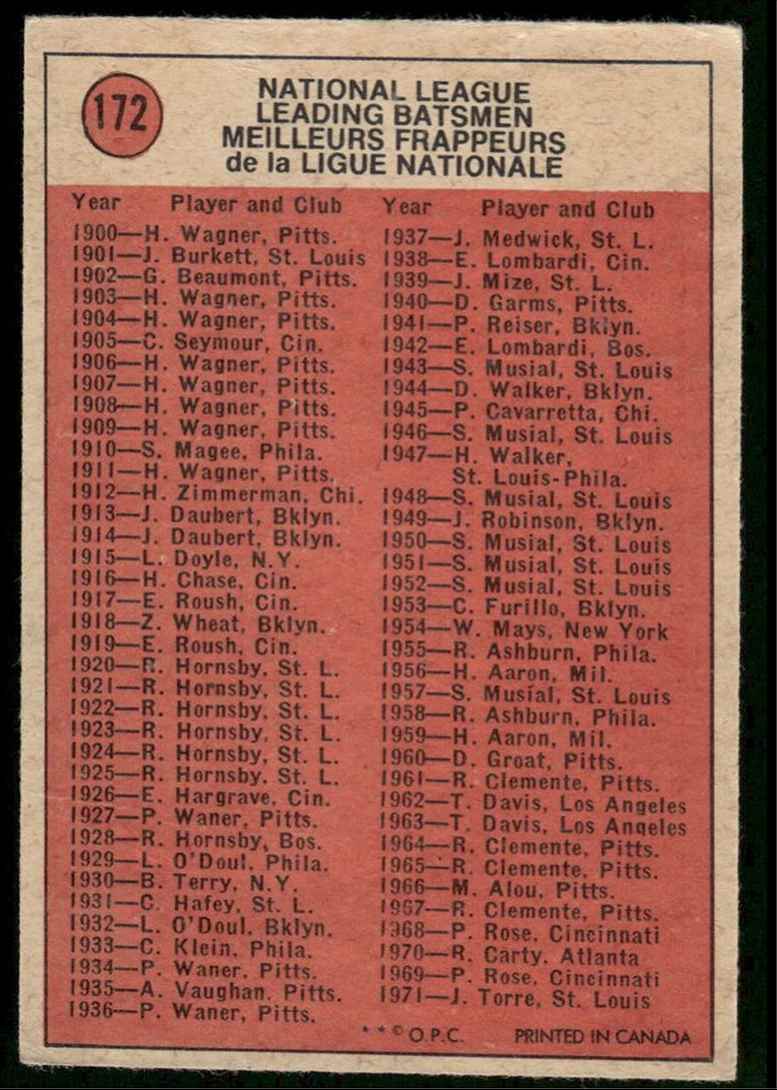 172
NATIONAL LEAGUE
LEADING BATSMEN
MEILLEURS FRAPPEURS
de la LIGUE NATIONALE
Year Player and Club
1900—H. Wagner, Pitts.
1901—J. Burkett, St. Louis
1902—G. Beaumont, Pitts.
1903—H. Wagner, Pitts.
1904—H. Wagner, Pitts.
1905—C. Seymour, Cin.
1906—H. Wagner, Pitts.
1907—H. Wagner, Pitts.
1908—H. Wagner, Pitts.
1909—H. Wagner, Pitts.
1910—S. Magee, Phila.
1911—H. Wagner, Pitts.
1912—H. Zimmerman, Chi.
1913—J. Daubert, Bklyn.
1914—J. Daubert, Bklyn.
1915—L. Doyle, N.Y.
1916—H. Chase, Cin.
1917—E. Roush, Cin.
1918—Z. Wheat, Bklyn.
1919—E. Roush, Cin.
1920—R. Hornsby, St. L.
1921—R. Hornsby, St. L.
1922—R. Hornsby, St. L.
1923—R. Hornsby, St. L.
1924—R. Hornsby, St. L.
1925—R. Hornsby. St. L.
1926—E. Hargrave, Cin.
1927—P. Waner, Pitts.
1928—R. Hornsby, Bos.
1929—L. O'Doul, Phila.
1930—B. Terry, N.Y.
1931—C. Hafey, St. L.
1932—L. O'Doul, Bklyn.
1933—C. Klein, Phila.
1934—P. Waner, Pitts.
1935—A. Vaughan, Pitts.
1936—P. Waner, Pitts.
Year Player and Club
1937—J. Medwick, St. L.
1938—E. Lombardi, Cin.
1939—J. Mize, St. L.
1940—D. Garms, Pitts.
1941—P. Reiser, Bklyn.
1942—E. Lombardi, Bos.
1943—S. Musial, St. Louis
1944—D. Walker, Bklyn.
1945—P. Cavarretta, Chi.
1946—S. Musial, St. Louis
1947—H. Walker,
St. Louis-Phila.
1948—S. Musial, St. Louis
1949—J. Robinson, Bklyn.
1950—S. Musial, St. Louis
1951—S. Musial, St. Louis
1952—S. Musial, St. Louis
1953—C. Furillo, Bklyn.
1954—W. Mays, New York
1955—R. Ashburn, Phila.
1956—H. Aaron, Mil.
1957—S. Musial, St. Louis
1958—R. Ashburn, Phila.
1959—H. Aaron, Mil.
1960—D. Groat, Pitts.
1961—R. Clemente, Pitts.
1962—T. Davis, Los Angeles
1963—T. Davis, Los Angeles
1964—R. Clemente, Pitts.
1965—R. Clemente, Pitts.
1966—M. Alou, Pitts.
1967—R. Clemente, Pitts.
1968—P. Rose, Cincinnati
1970—R. Carty, Atlanta
1969—P. Rose, Cincinnati
1971—J. Torre, St. Louis
**© O.P.C. PRINTED IN CANADA